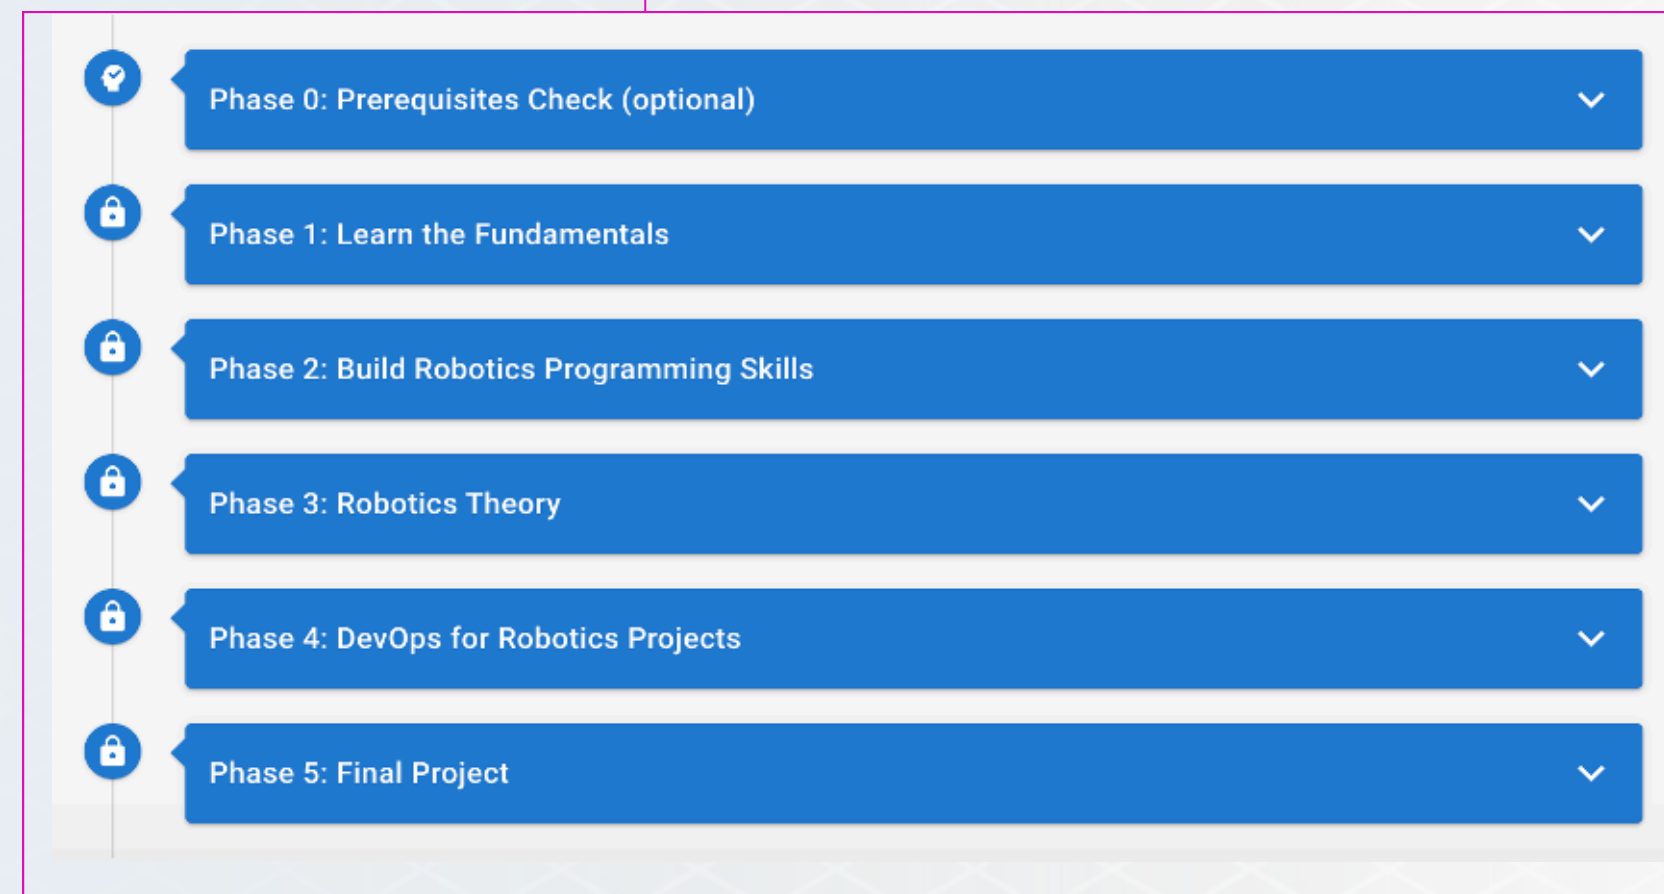 Phase 0: Prerequisites Check (optional)
Phase 1: Learn the Fundamentals
Phase 2: Build Robotics Programming Skills
Phase 3: Robotics Theory
Phase 4: DevOps for Robotics Projects
Phase 5: Final Project